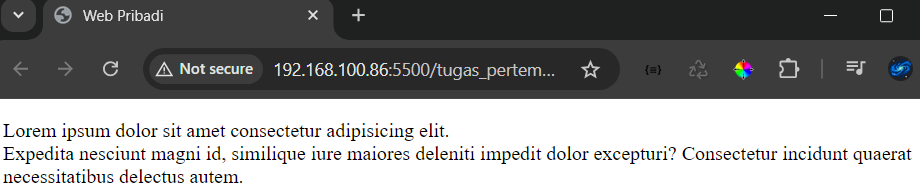 Web Pribadi
Not secure 192.168.100.86:5500/tugas_pertem...
Lorem ipsum dolor sit amet consectetur adipisicing elit.
Expedita nesciunt magni id, similique iure maiores deleniti impedit dolor excepturi? Consectetur incidunt quaerat
necessitatibus delectus autem.